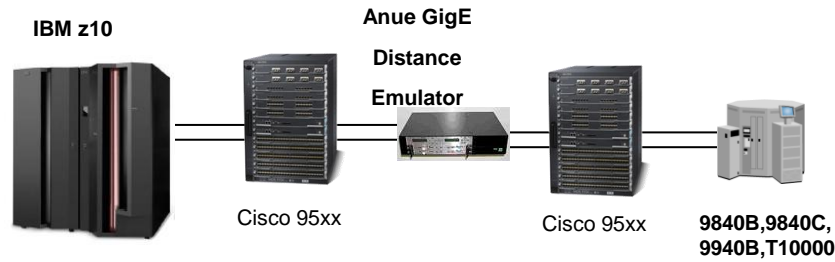 IBM z10
Anue GigE
Distance
Emulator
Cisco 95xx
Cisco 95xx
9840B,9840C,
9940B,T10000